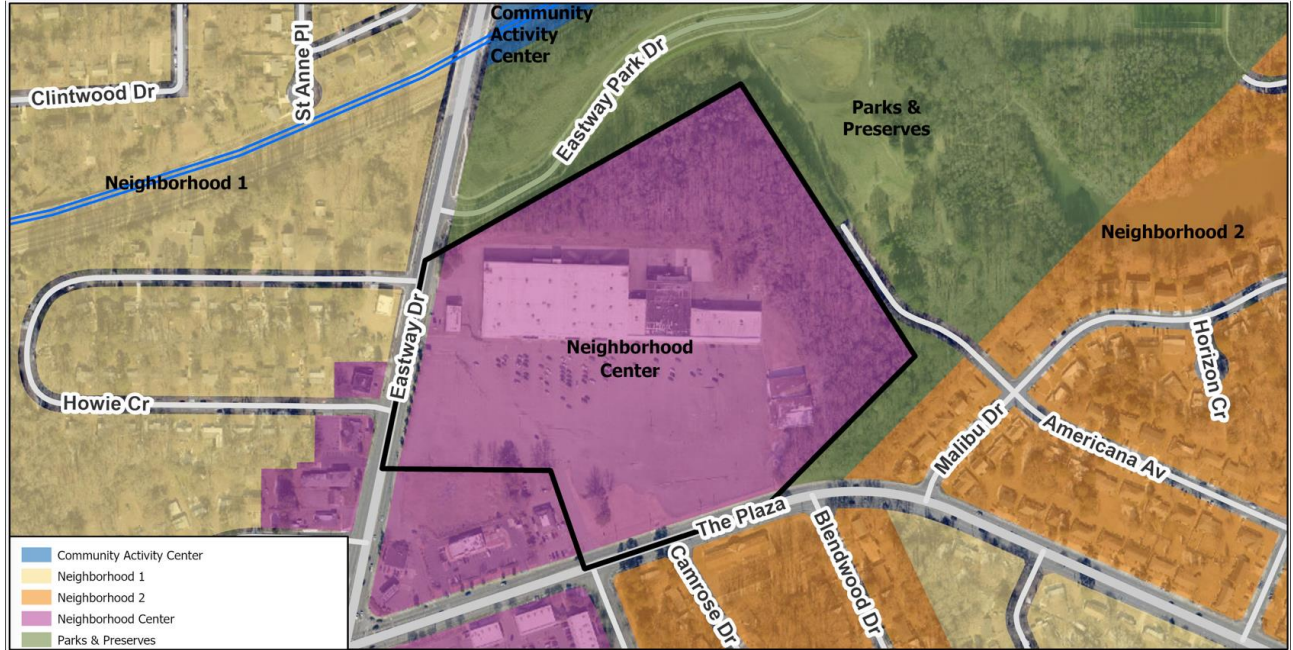 Community
Activity
Center
St Anne Pl
Clintwood Dr
Eastway Park Dr
Parks &
Preserves
Neighborhood 1
Neighborhood 2
Eastway Dr
Neighborhood
Center
Horizon Cr
Howie Cr
Malibu Dr
Americana Av
The Plaza
Blendwood Dr
Camrose Dr
Community Activity Center
Neighborhood 1
Neighborhood 2
Neighborhood Center
Parks & Preserves